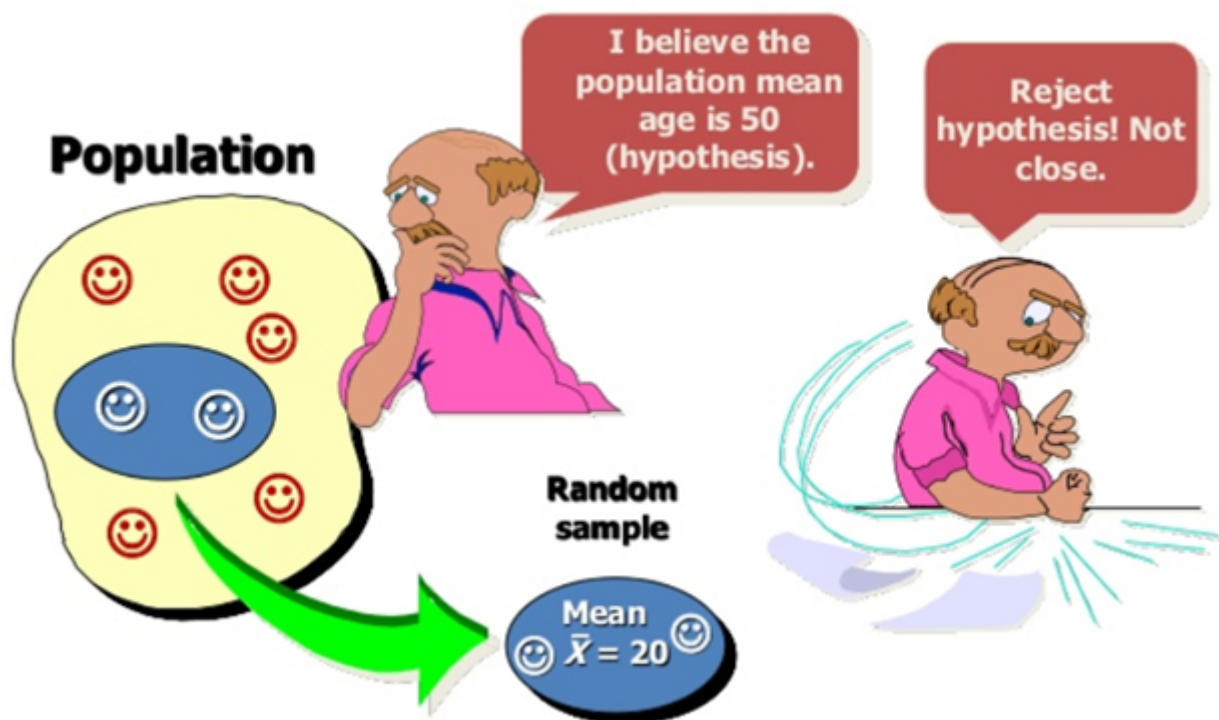 I believe the
population mean
age is 50
(hypothesis).
Reject
hypothesis! Not
close.
Population
Random
sample
Mean
X̅ = 20